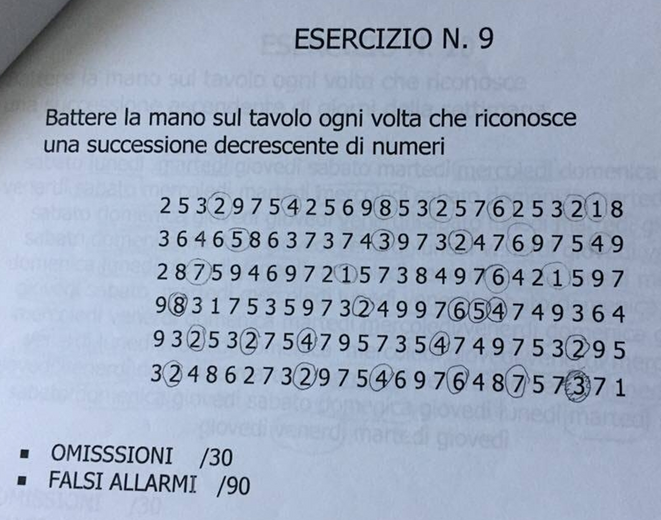 ESERCIZIO N. 9
Battere la mano sul tavolo ogni volta che riconosce
una successione decrescente di numeri
2 5 3 2 9 7 5 4 2 5 6 9 8 5 3 2 5 7 6 2 5 3 2 1 8
3 6 4 6 5 8 6 3 7 3 7 4 3 9 7 3 2 4 7 6 9 7 5 4 9
2 8 7 5 9 4 6 9 7 2 1 5 7 3 8 4 9 7 6 4 2 1 5 9 7
9 8 3 1 7 5 3 5 9 7 3 2 4 9 9 7 6 5 4 7 4 9 3 6 4
9 3 2 5 3 2 7 5 4 7 9 5 7 3 5 4 7 4 9 7 5 3 2 9 5
3 2 4 8 6 2 7 3 2 9 7 5 4 6 9 7 6 4 8 7 5 7 3 7 1
▪ OMISSSIONI /30
▪ FALSI ALLARMI /90